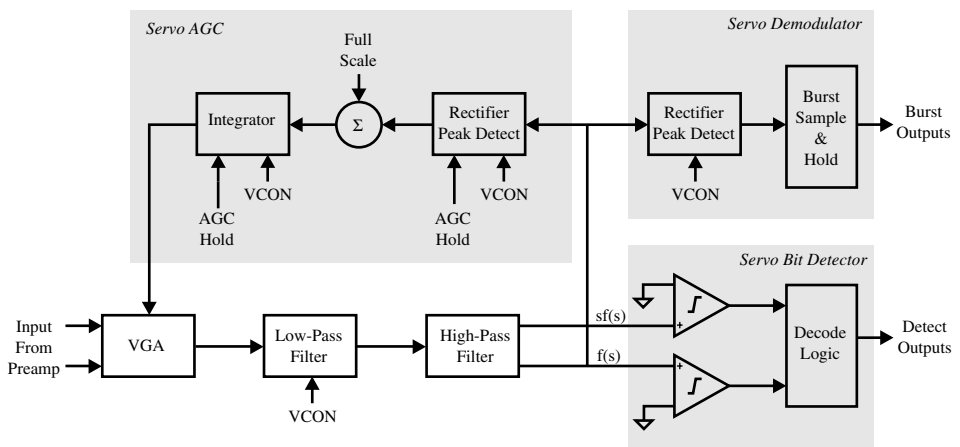 Servo AGC
Full
Scale
Integrator
Σ
Rectifier
Peak Detect
VCON
AGC
Hold
VCON
AGC
Hold
Servo Demodulator
Rectifier
Peak Detect
VCON
Burst
Sample
&
Hold
Burst
Outputs
Input
From
Preamp
VGA
Low-Pass
Filter
VCON
High-Pass
Filter
sf(s)
f(s)
Servo Bit Detector
+
+
Decode
Logic
Detect
Outputs